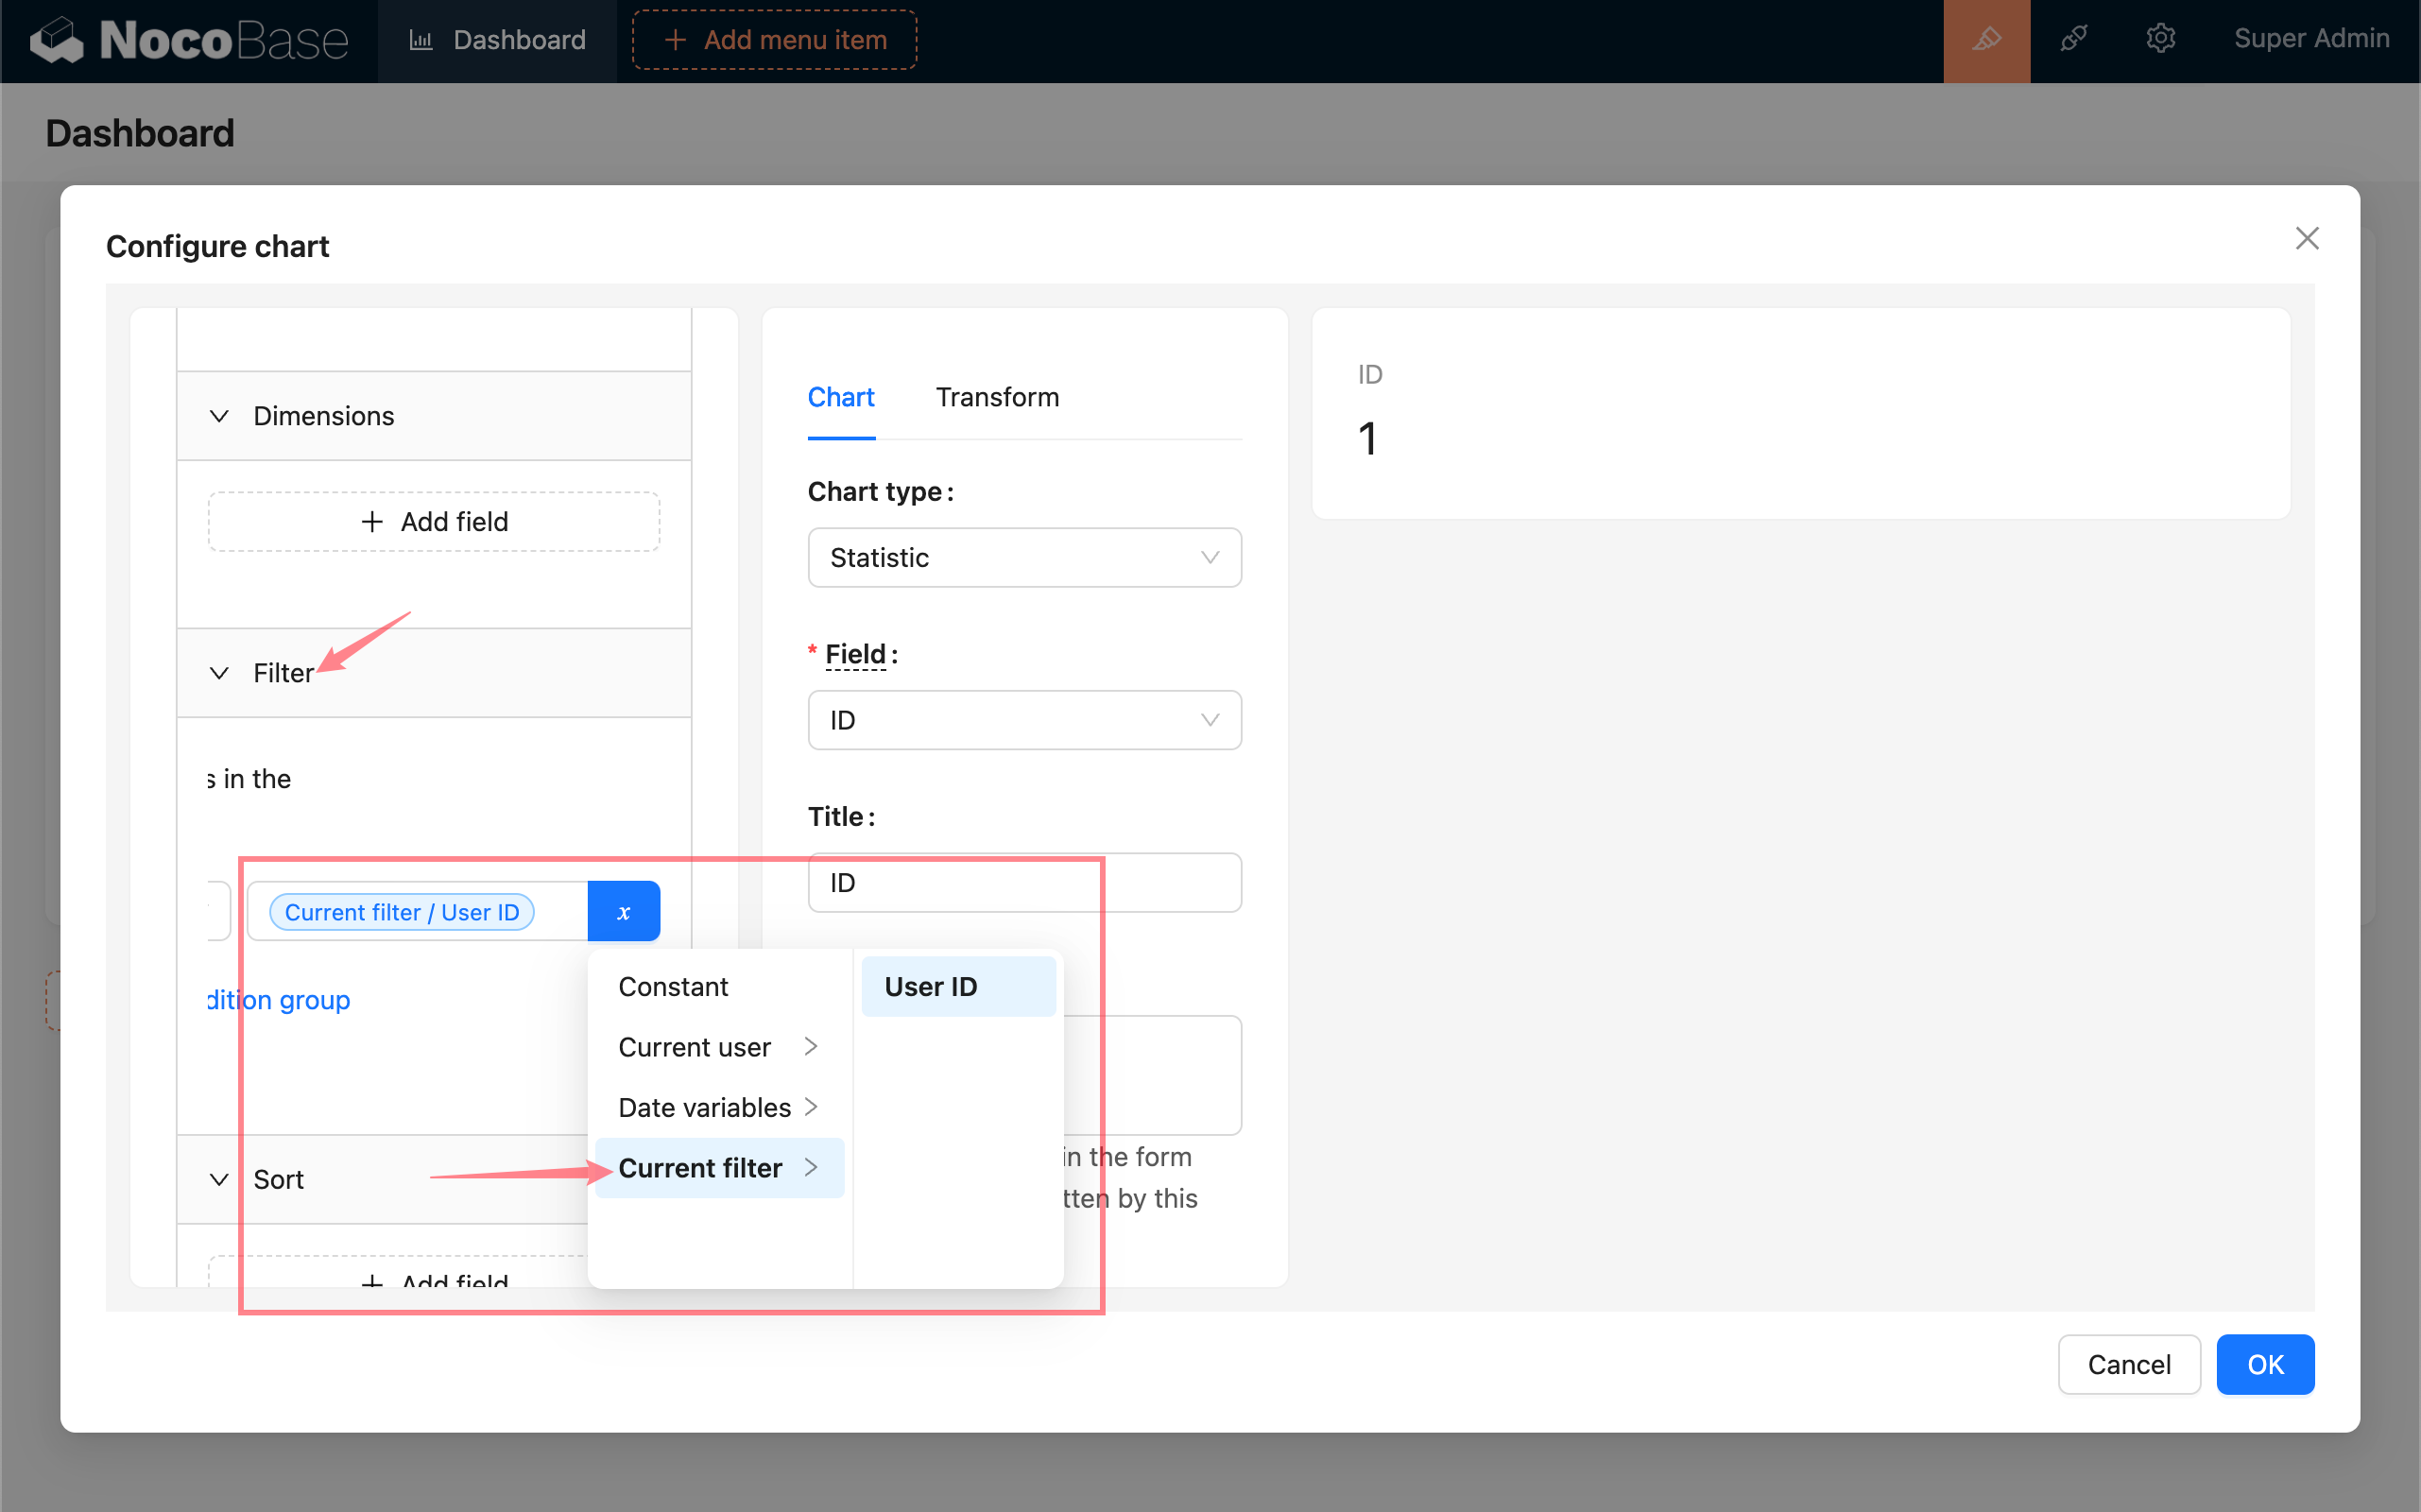 NocoBase
Dashboard
Add menu item
Super Admin
Dashboard
Configure chart
Dimensions
Add field
Filter
s in the
Current filter / User ID
x
dition group
Sort
Add field
Chart
Transform
Chart type:
Statistic
* Field:
ID
Title:
ID
Constant
Current user
Date variables
Current filter
User ID
in the form
tten by this
ID
1
Cancel
OK